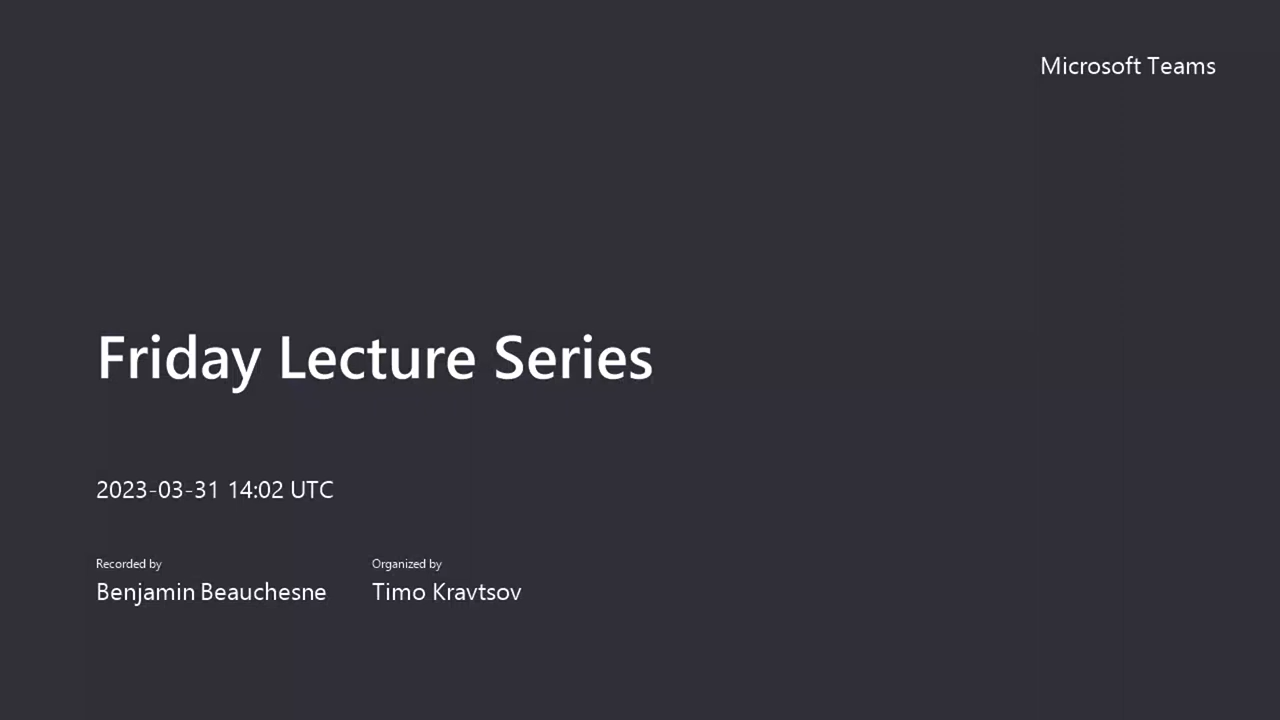 Microsoft Teams
Friday Lecture Series
2023-03-31 14:02 UTC
Recorded by
Benjamin Beauchesne
Organized by
Timo Kravtsov